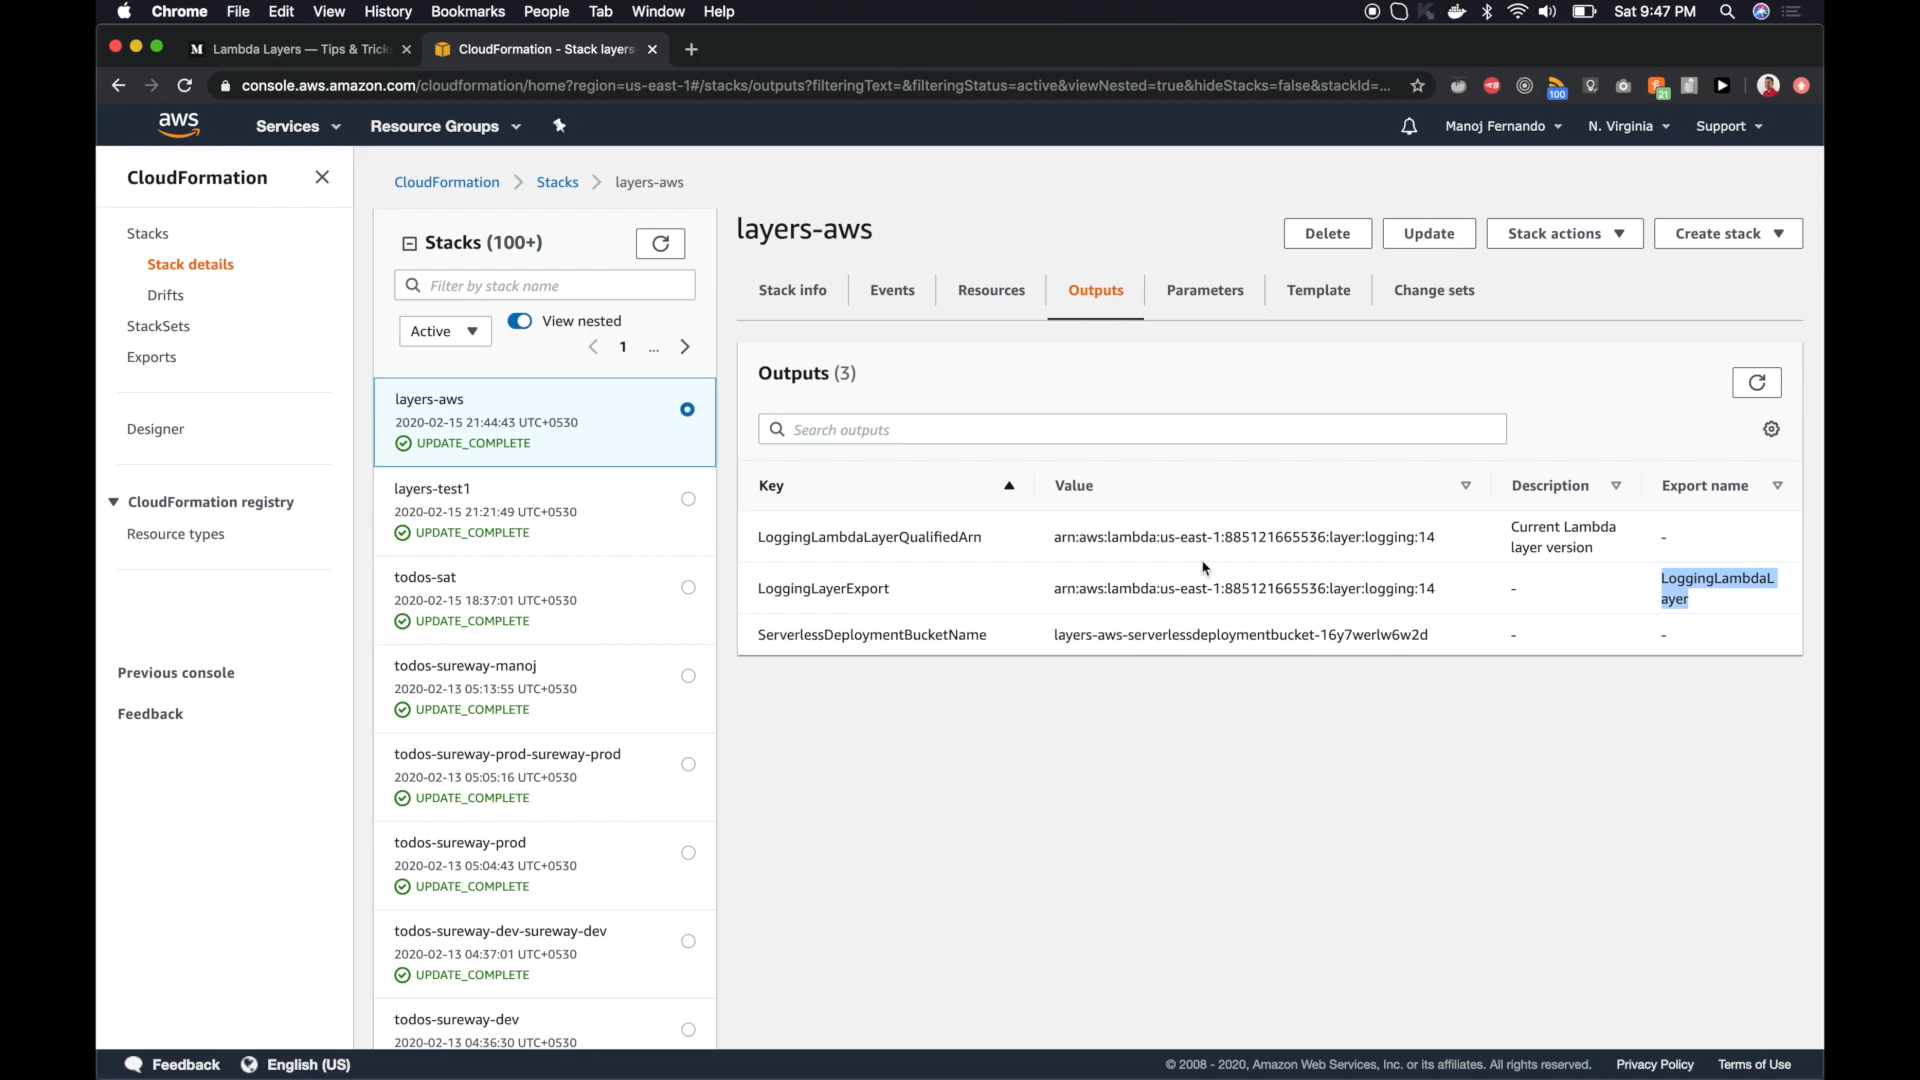 Chrome File Edit View History Bookmarks People Tab Window Help Sat 9:47 PM
M Lambda Layers — Tips & Trick CloudFormation - Stack layers-
console.aws.amazon.com/cloudformation/home?region=us-east-1#/stacks/outputs?filteringText=&filteringStatus=active&viewNested=true&hideStacks=false&stackId=... 100 21
aws Services Resource Groups Manoj Fernando N. Virginia Support
CloudFormation
Stacks
Stack details
Drifts
StackSets
Exports
Designer
CloudFormation registry
Resource types
Previous console
Feedback
CloudFormation Stacks layers-aws
Stacks (100+)
Filter by stack name
Active View nested
1 ...
layers-aws
2020-02-15 21:44:43 UTC+0530
UPDATE_COMPLETE
layers-test1
2020-02-15 21:21:49 UTC+0530
UPDATE_COMPLETE
todos-sat
2020-02-15 18:37:01 UTC+0530
UPDATE_COMPLETE
todos-sureway-manoj
2020-02-13 05:13:55 UTC+0530
UPDATE_COMPLETE
todos-sureway-prod-sureway-prod
2020-02-13 05:05:16 UTC+0530
UPDATE_COMPLETE
todos-sureway-prod
2020-02-13 05:04:43 UTC+0530
UPDATE_COMPLETE
todos-sureway-dev-sureway-dev
2020-02-13 04:37:01 UTC+0530
UPDATE_COMPLETE
todos-sureway-dev
2020-02-13 04:36:30 UTC+0530
layers-aws
Delete Update Stack actions Create stack
Stack info Events Resources Outputs Parameters Template Change sets
Outputs (3)
Search outputs
Key Value Description Export name
LoggingLambdaLayerQualifiedArn arn:aws:lambda:us-east-1:885121665536:layer:logging:14 Current Lambda
layer version -
LoggingLayerExport arn:aws:lambda:us-east-1:885121665536:layer:logging:14 - LoggingLambdaL
ayer
ServerlessDeploymentBucketName layers-aws-serverlessdeploymentbucket-16y7werlw6w2d - -
Feedback English (US) © 2008 - 2020, Amazon Web Services, Inc. or its affiliates. All rights reserved. Privacy Policy Terms of Use